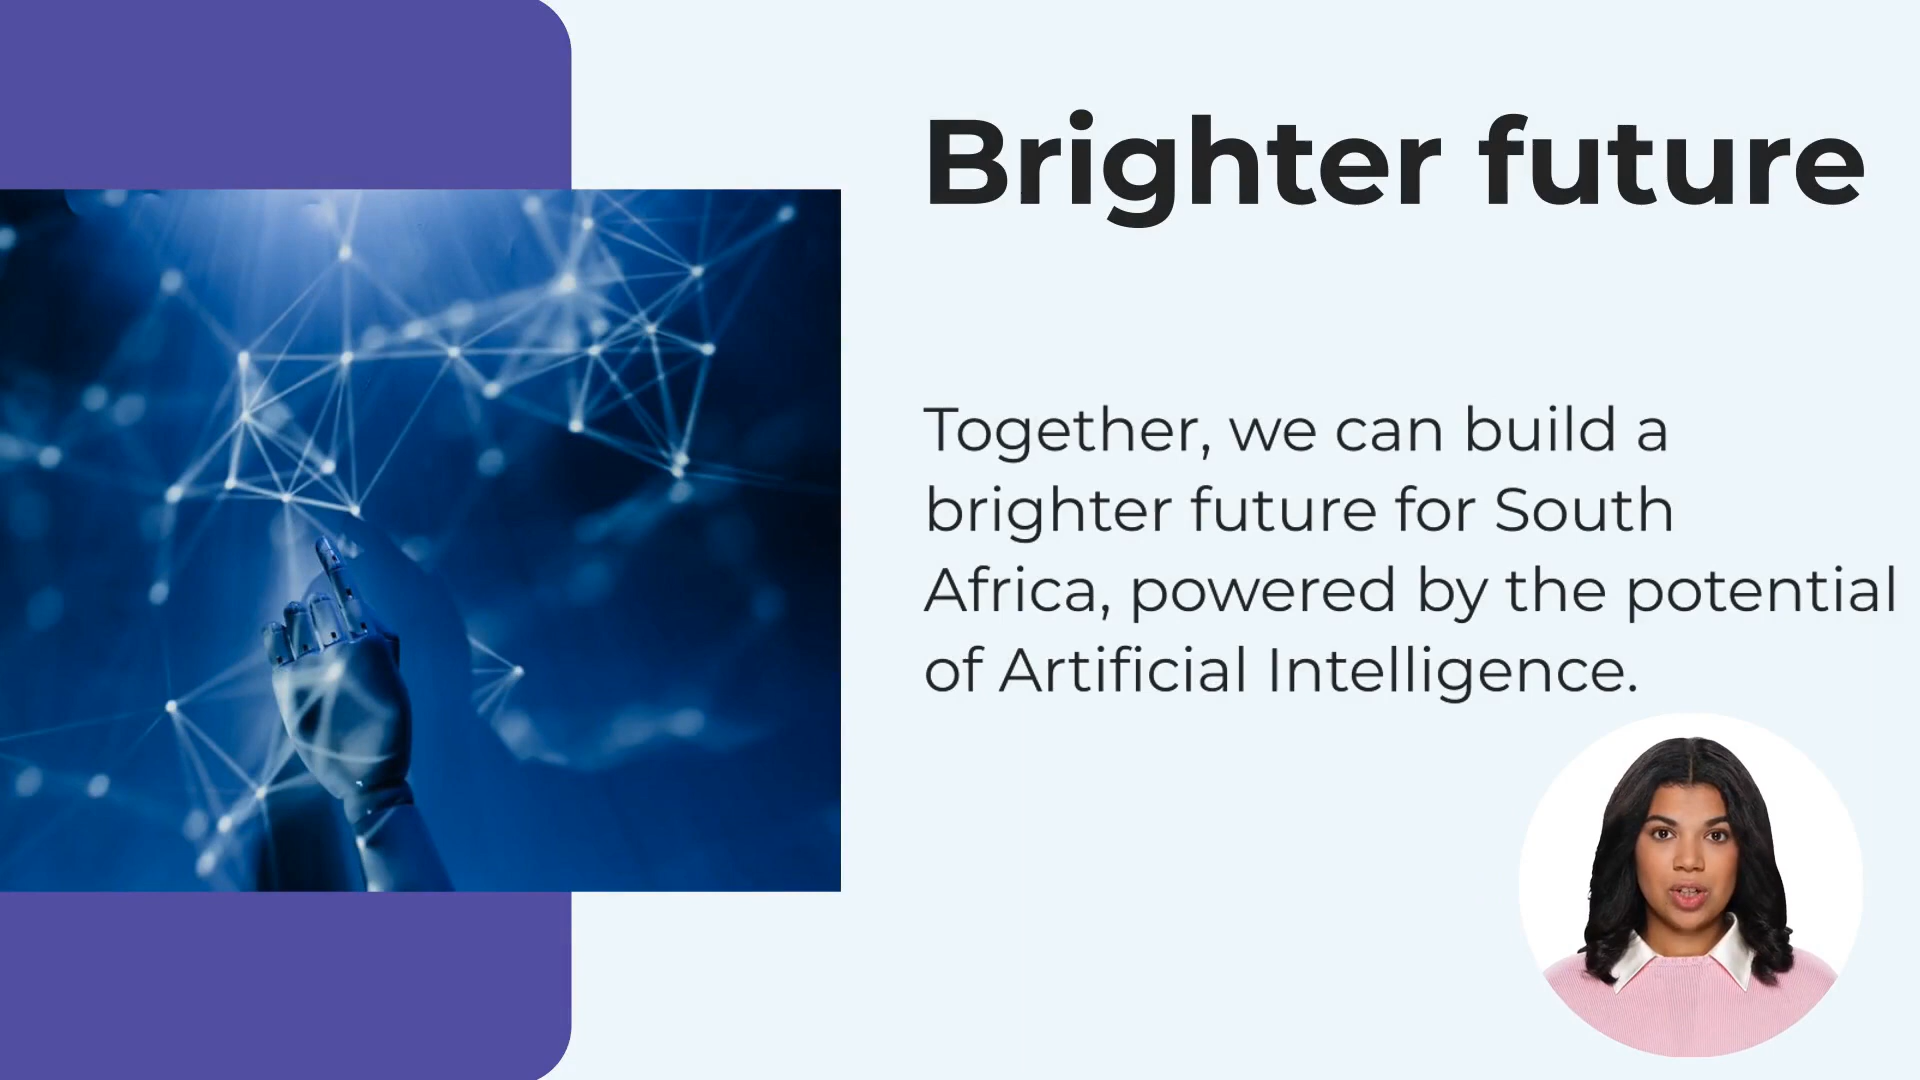 Brighter future
Together, we can build a
brighter future for South
Africa, powered by the potential
of Artificial Intelligence.